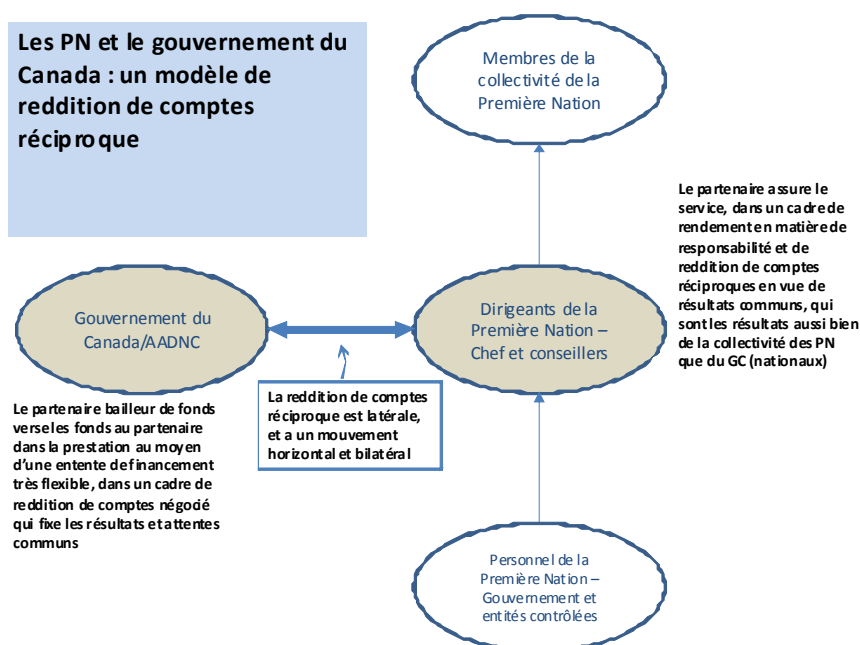 Les PN et le gouvernement du
Canada : un modèle de
reddition de comptes
réciproque
Membres de la
collectivité de la
Première Nation
Le partenaire assure le
service, dans un cadre de
rendement en matière de
responsabilité et de
reddition de comptes
réciproques en vue de
résultats communs, qui
sont les résultats aussi bien
de la collectivité des PN
que du GC (nationaux)
Gouvernement du
Canada/AADNC
Dirigeants de la
Première Nation –
Chef et conseillers
La reddition de comptes
réciproque est latérale,
et a un mouvement
horizontal et bilatéral
Le partenaire bailleur de fonds
verse les fonds au partenaire
dans la prestation au moyen
d'une entente de financement
très flexible, dans un cadre de
reddition de comptes négocié
qui fixe les résultats et attentes
communs
Personnel de la
Première Nation –
Gouvernement et
entités contrôlées